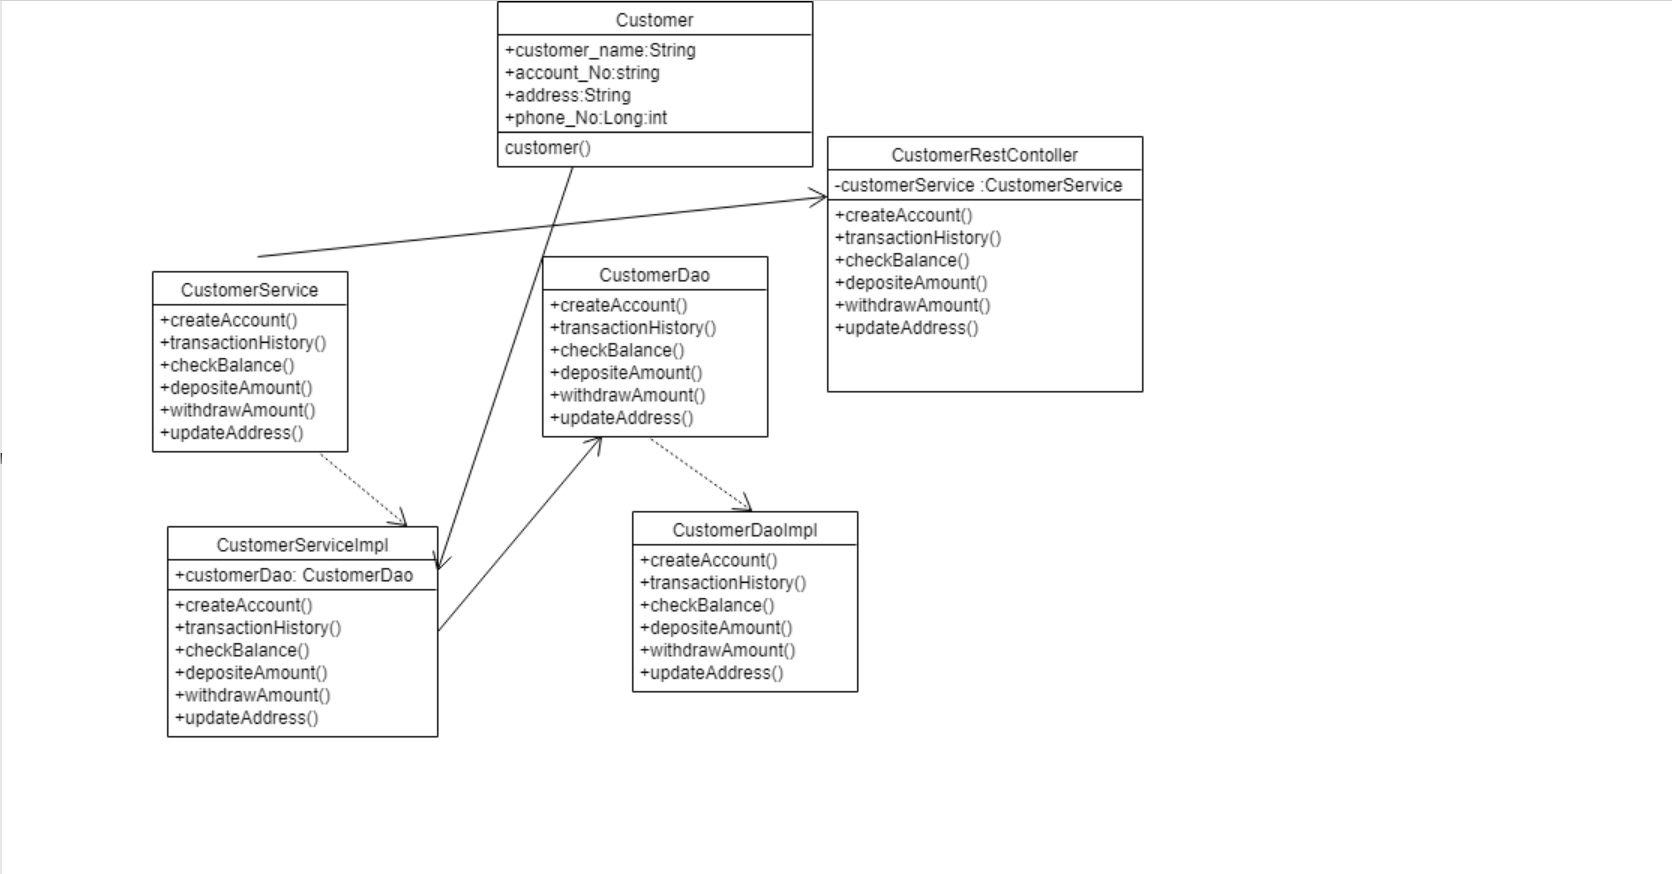 Customer
+customer_name:String
+account_No:string
+address:String
+phone_No:Long:int
customer()
CustomerRestContoller
-customerService :CustomerService
+createAccount()
+transactionHistory()
+checkBalance()
+depositeAmount()
+withdrawAmount()
+updateAddress()
CustomerService
+createAccount()
+transactionHistory()
+checkBalance()
+depositeAmount()
+withdrawAmount()
+updateAddress()
CustomerDao
+createAccount()
+transactionHistory()
+checkBalance()
+depositeAmount()
+withdrawAmount()
+updateAddress()
CustomerServiceImpl
+customerDao: CustomerDao
+createAccount()
+transactionHistory()
+checkBalance()
+depositeAmount()
+withdrawAmount()
+updateAddress()
CustomerDaoImpl
+createAccount()
+transactionHistory()
+checkBalance()
+depositeAmount()
+withdrawAmount()
+updateAddress()